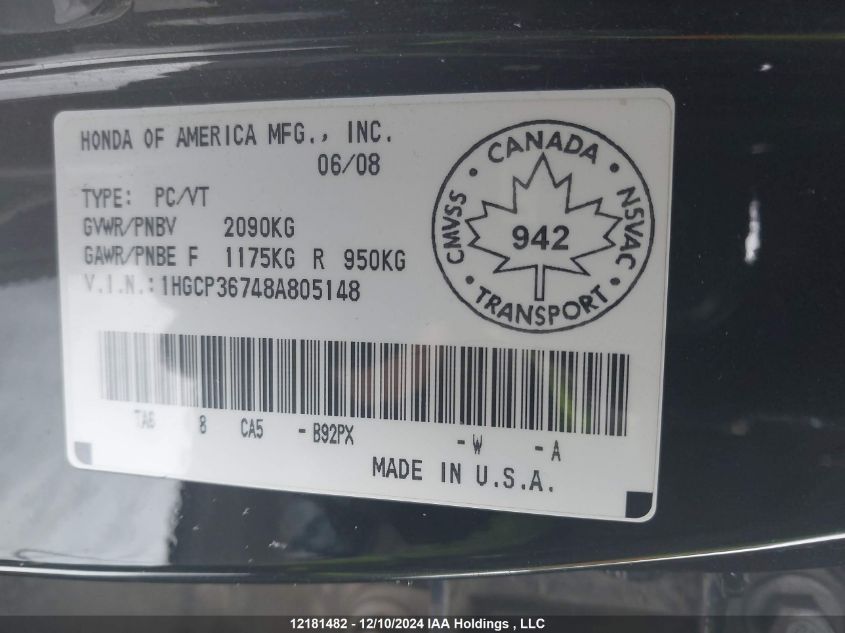 HONDA OF AMERICA MFG., INC.
06/08
TYPE: PC/VT
GVWR/PNBV 2090KG
GAWR/PNBE F 1175KG R 950KG
V.I.N.:1HGCP36748A805148
• CANADA •
CMVSS 942 NSVAC
• TRANSPORT •
TA6 8 CA5 - B92PX - W - A
MADE IN U.S.A.
12181482 - 12/10/2024 IAA Holdings , LLC